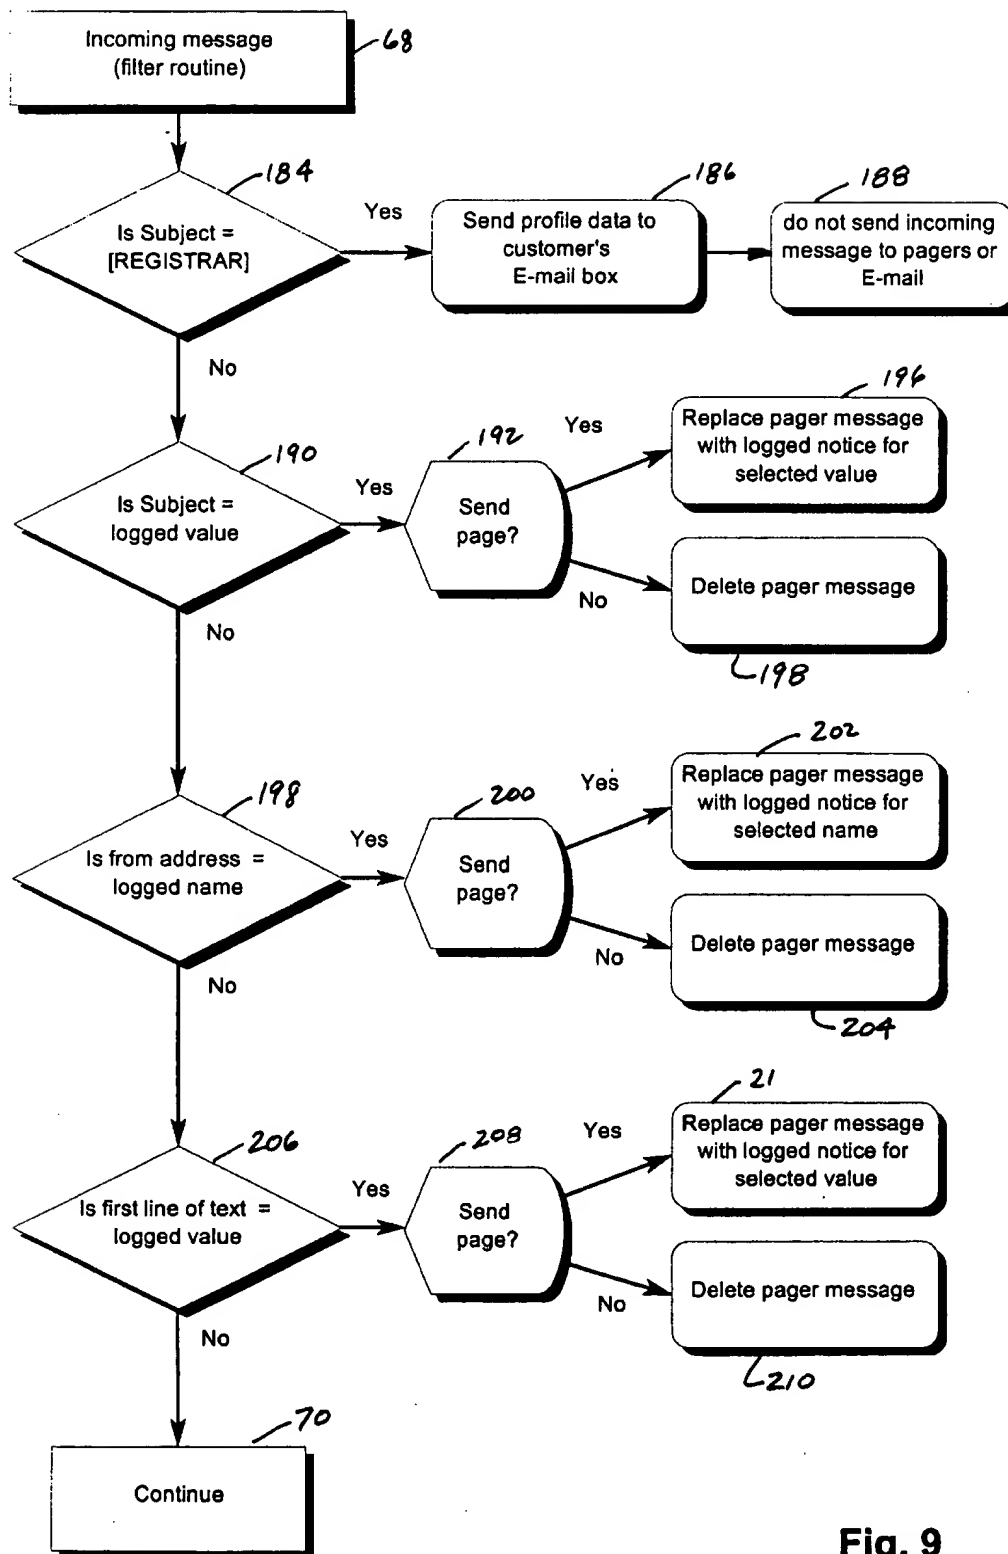 Incoming message
(filter routine)
68
184
Is Subject =
[REGISTRAR]
Yes
186
Send profile data to
customer's
E-mail box
188
do not send incoming
message to pagers or
E-mail
No
190
Is Subject =
logged value
Yes
192
Send
page?
Yes
196
Replace pager message
with logged notice for
selected value
No
Delete pager message
198
No
198
Is from address =
logged name
Yes
200
Send
page?
Yes
202
Replace pager message
with logged notice for
selected name
No
Delete pager message
204
No
206
Is first line of text =
logged value
Yes
208
Send
page?
Yes
21
Replace pager message
with logged notice for
selected value
No
Delete pager message
210
No
70
Continue
Fig. 9